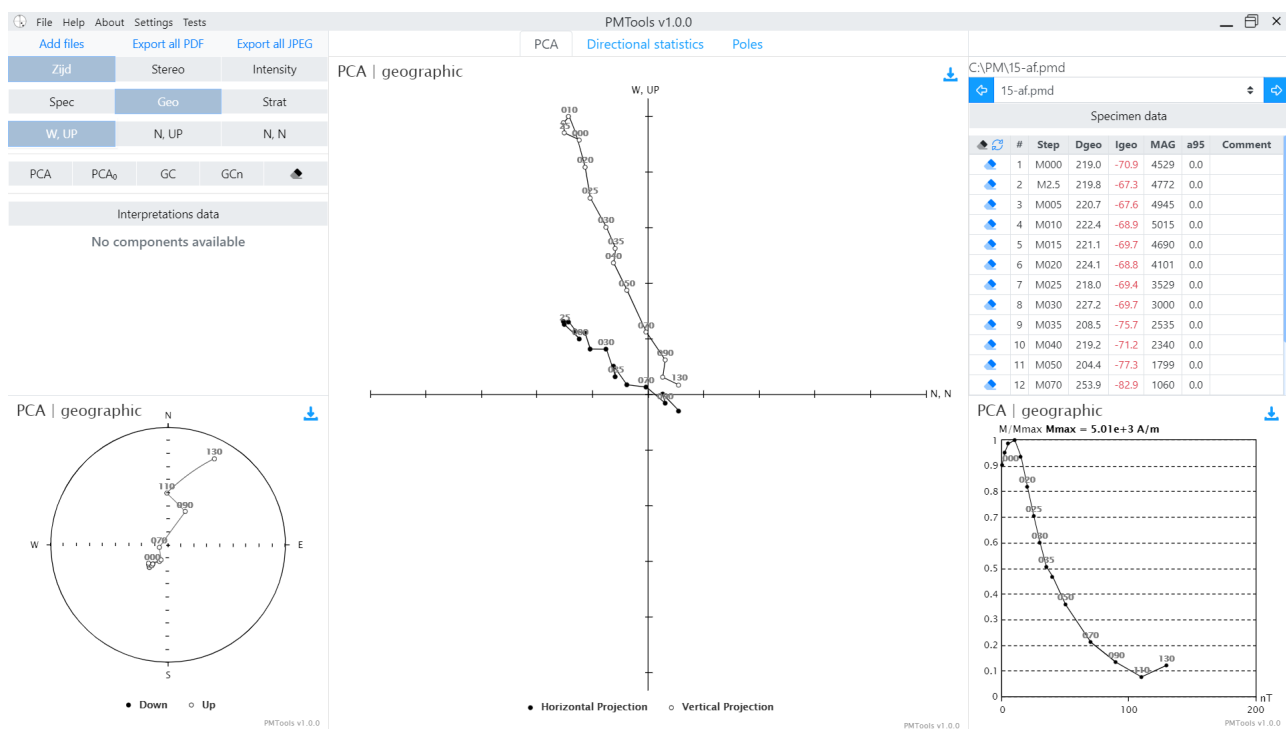 File Help About Settings Tests
PMTools v1.0.0
Add files Export all PDF Export all JPEG
PCA Directional statistics Poles
Zijd Stereo Intensity
Spec Geo Strat
W, UP N, UP N, N
PCA PCA₀ GC GCn
Interpretations data
No components available
PCA | geographic
W, UP
010
25
000
020
025
030
035
040
050
070
090
130
25
000
030
035
070
090
N, N
Horizontal Projection Vertical Projection
PMTools v1.0.0
C:\PM\15-af.pmd
15-af.pmd
Specimen data
# Step Dgeo Igeo MAG a95 Comment
1 M000 219.0 -70.9 4529 0.0
2 M2.5 219.8 -67.3 4772 0.0
3 M005 220.7 -67.6 4945 0.0
4 M010 222.4 -68.9 5015 0.0
5 M015 221.1 -69.7 4690 0.0
6 M020 224.1 -68.8 4101 0.0
7 M025 218.0 -69.4 3529 0.0
8 M030 227.2 -69.7 3000 0.0
9 M035 208.5 -75.7 2535 0.0
10 M040 219.2 -71.2 2340 0.0
11 M050 204.4 -77.3 1799 0.0
12 M070 253.9 -82.9 1060 0.0
PCA | geographic
N
130
110
090
070
000
W
E
S
Down Up
PMTools v1.0.0
PCA | geographic
M/Mmax Mmax = 5.01e+3 A/m
1
0.9
0.8
0.7
0.6
0.5
0.4
0.3
0.2
0.1
0
000
020
025
030
035
050
070
090
110
130
nT
0 100 200
PMTools v1.0.0